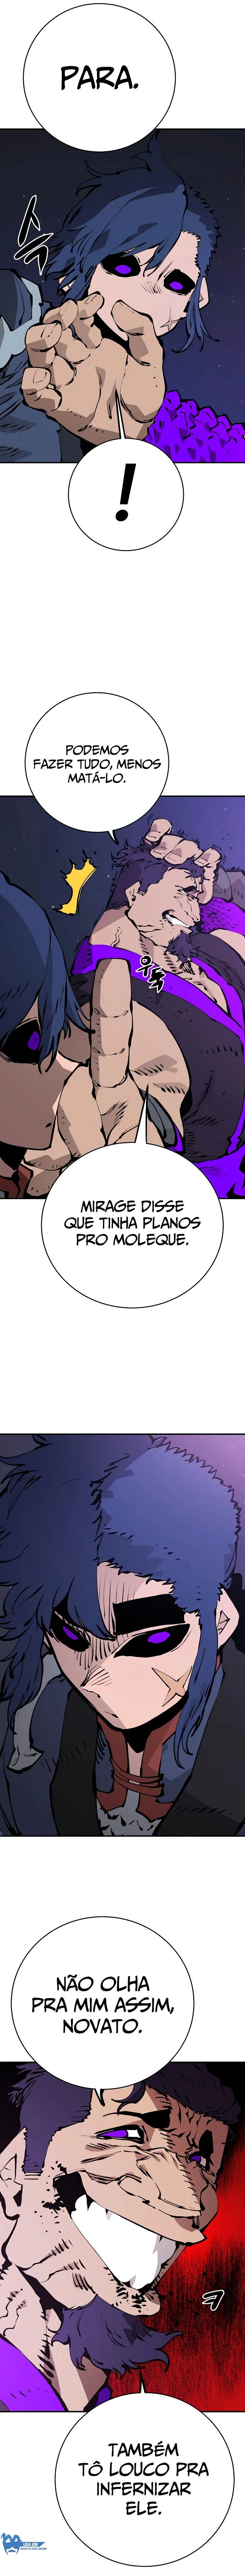 PARA.
!
PODEMOS
FAZER TUDO, MENOS
MATÁ-LO.
MIRAGE DISSE
QUE TINHA PLANOS
PRO MOLEQUE.
NÃO OLHA
PRA MIM ASSIM,
NOVATO.
TAMBÉM
TÔ LOUCO PRA
INFERNIZAR
ELE.